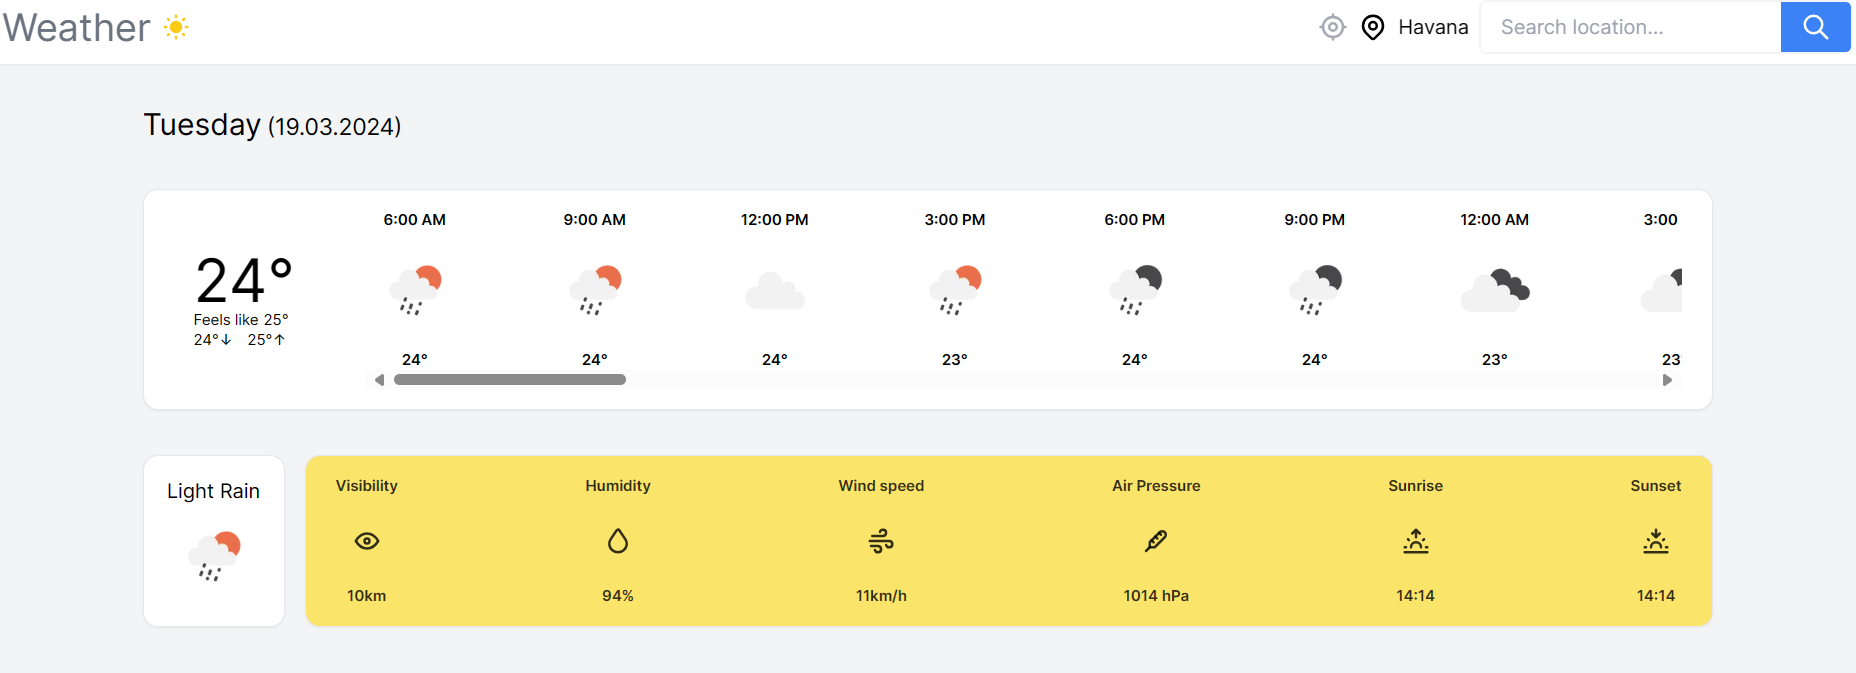 Weather
Havana
Search location...
Tuesday (19.03.2024)
6:00 AM 9:00 AM 12:00 PM 3:00 PM 6:00 PM 9:00 PM 12:00 AM 3:00
24°
Feels like 25°
24°↓ 25°↑
24° 24° 24° 23° 24° 24° 23° 23
Light Rain
Visibility Humidity Wind speed Air Pressure Sunrise Sunset
10km 94% 11km/h 1014 hPa 14:14 14:14